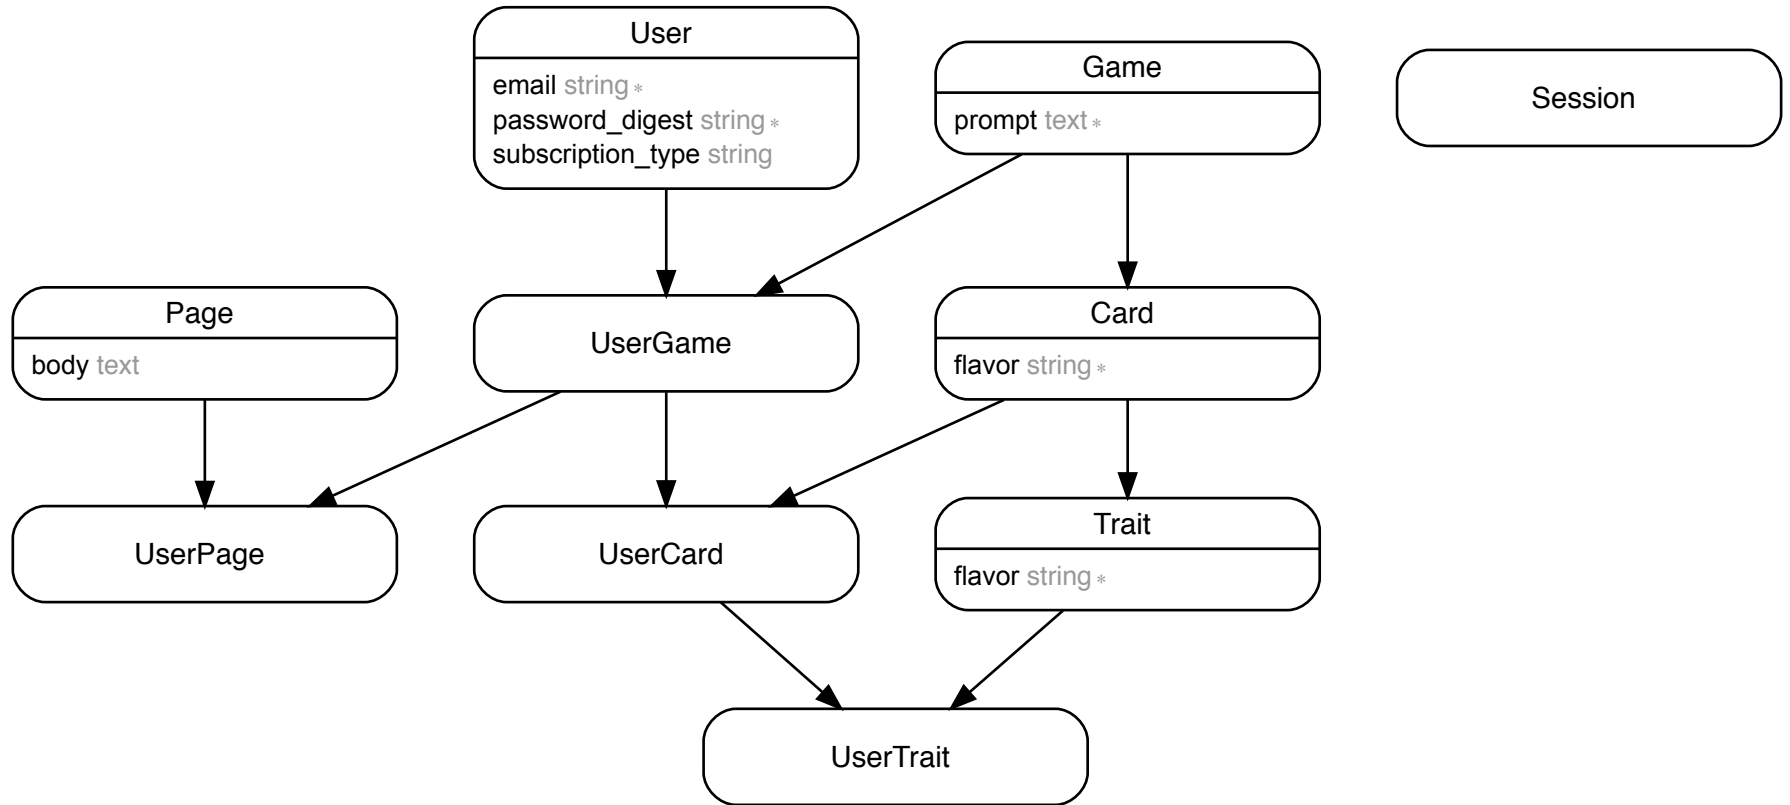 User
email string *
password_digest string *
subscription_type string
Game
prompt text *
Session
Page
body text
UserGame
Card
flavor string *
UserPage
UserCard
Trait
flavor string *
UserTrait